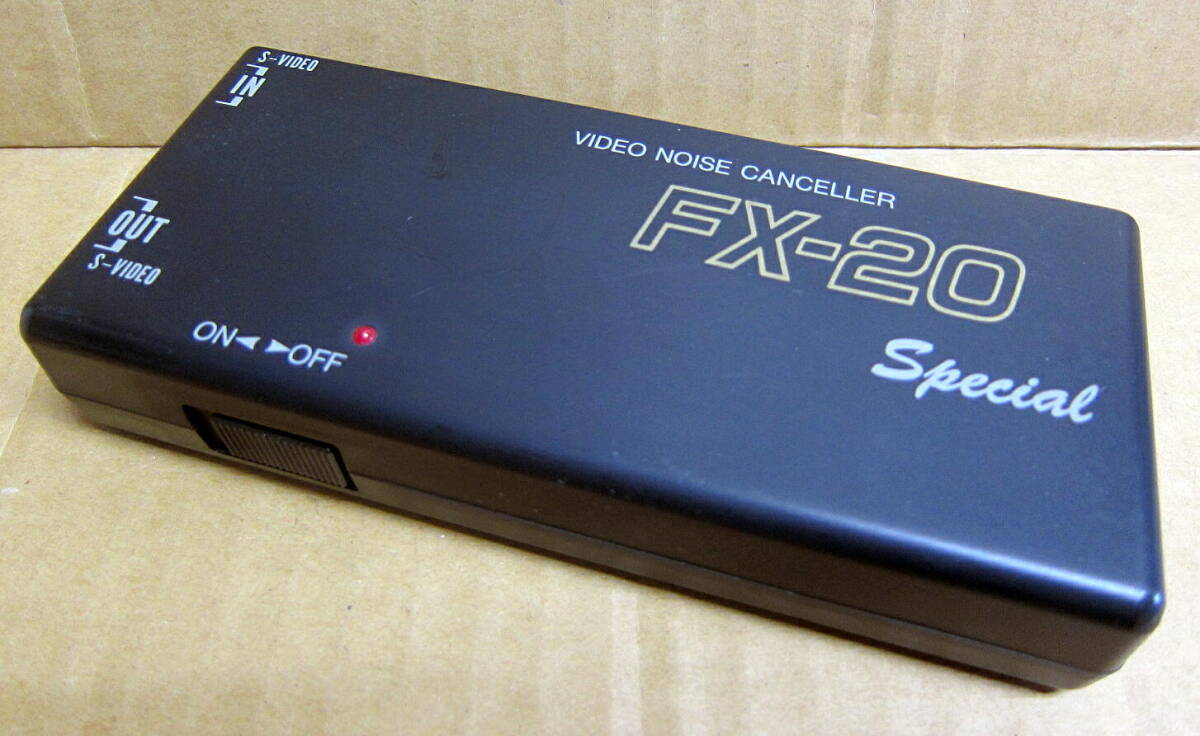 S-VIDEO
IN
OUT
S-VIDEO
ON◀ ▶OFF
VIDEO NOISE CANCELLER
FX-20
Special